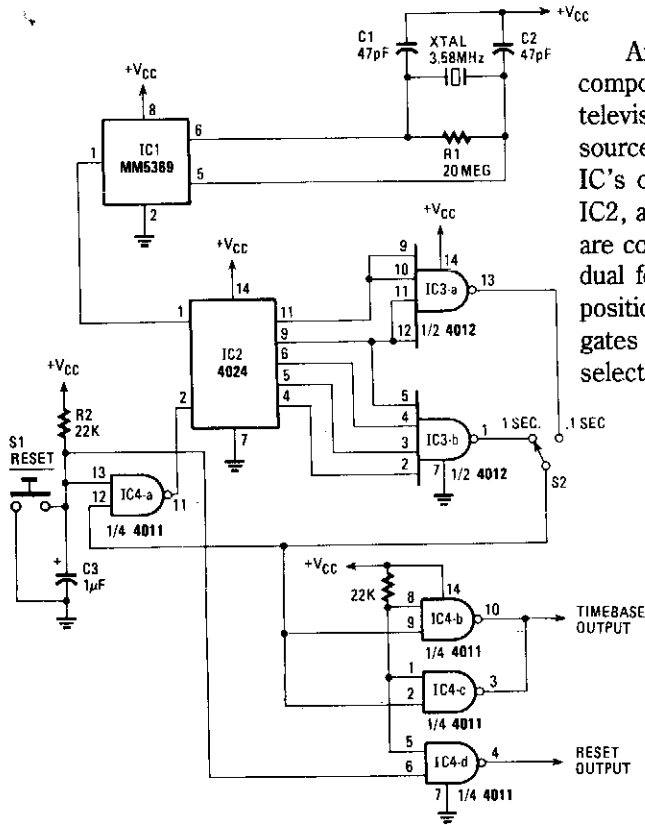 +VCC
C1
47pF
XTAL
3.58MHz
C2
47pF
+VCC
8
1
IC1
MM5369
6
5
2
R1
20 MEG
+VCC
14
1
IC2
4024
11
9
6
5
4
2
7
+VCC
14
9
10
11
12
IC3-a
13
1/2 4012
5
4
3
2
IC3-b
1
7
1/2 4012
1 SEC.
.1 SEC
S2
+VCC
R2
22K
S1
RESET
13
12
IC4-a
11
1/4 4011
+
C3
1µF
+VCC
22K
14
8
9
IC4-b
10
1/4 4011
TIMEBASE
OUTPUT
1
2
IC4-c
3
1/4 4011
5
6
IC4-d
4
7
1/4 4011
RESET
OUTPUT
compo
televis
source
IC's o
IC2, a
are co
dual fo
positio
gates
select